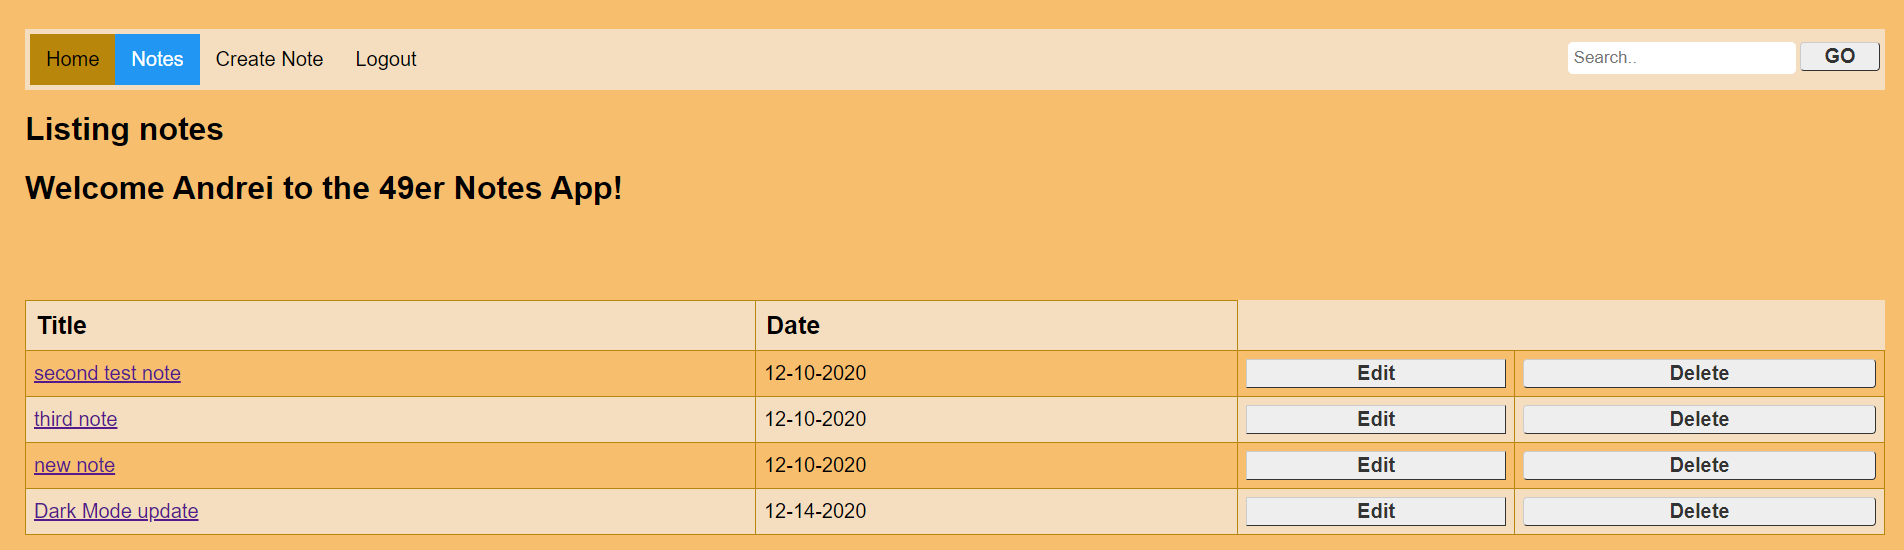 Home Notes Create Note Logout Search.. GO
Listing notes
Welcome Andrei to the 49er Notes App!
Title Date
second test note 12-10-2020 Edit Delete
third note 12-10-2020 Edit Delete
new note 12-10-2020 Edit Delete
Dark Mode update 12-14-2020 Edit Delete